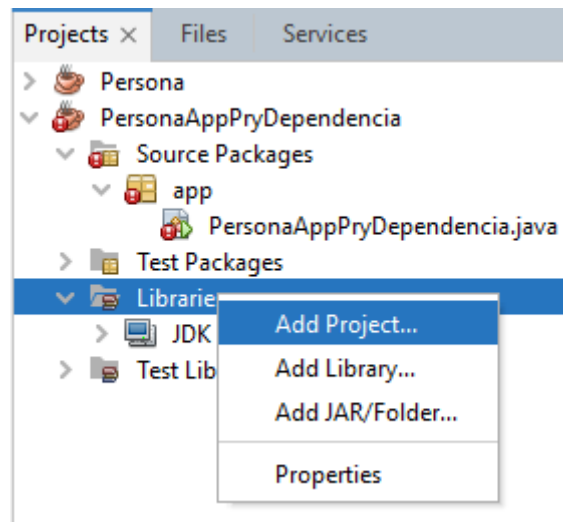 Projects × Files Services
Persona
PersonaAppPryDependencia
Source Packages
app
PersonaAppPryDependencia.java
Test Packages
Librarie
Add Project...
JDK
Add Library...
Test Lib
Add JAR/Folder...
Properties